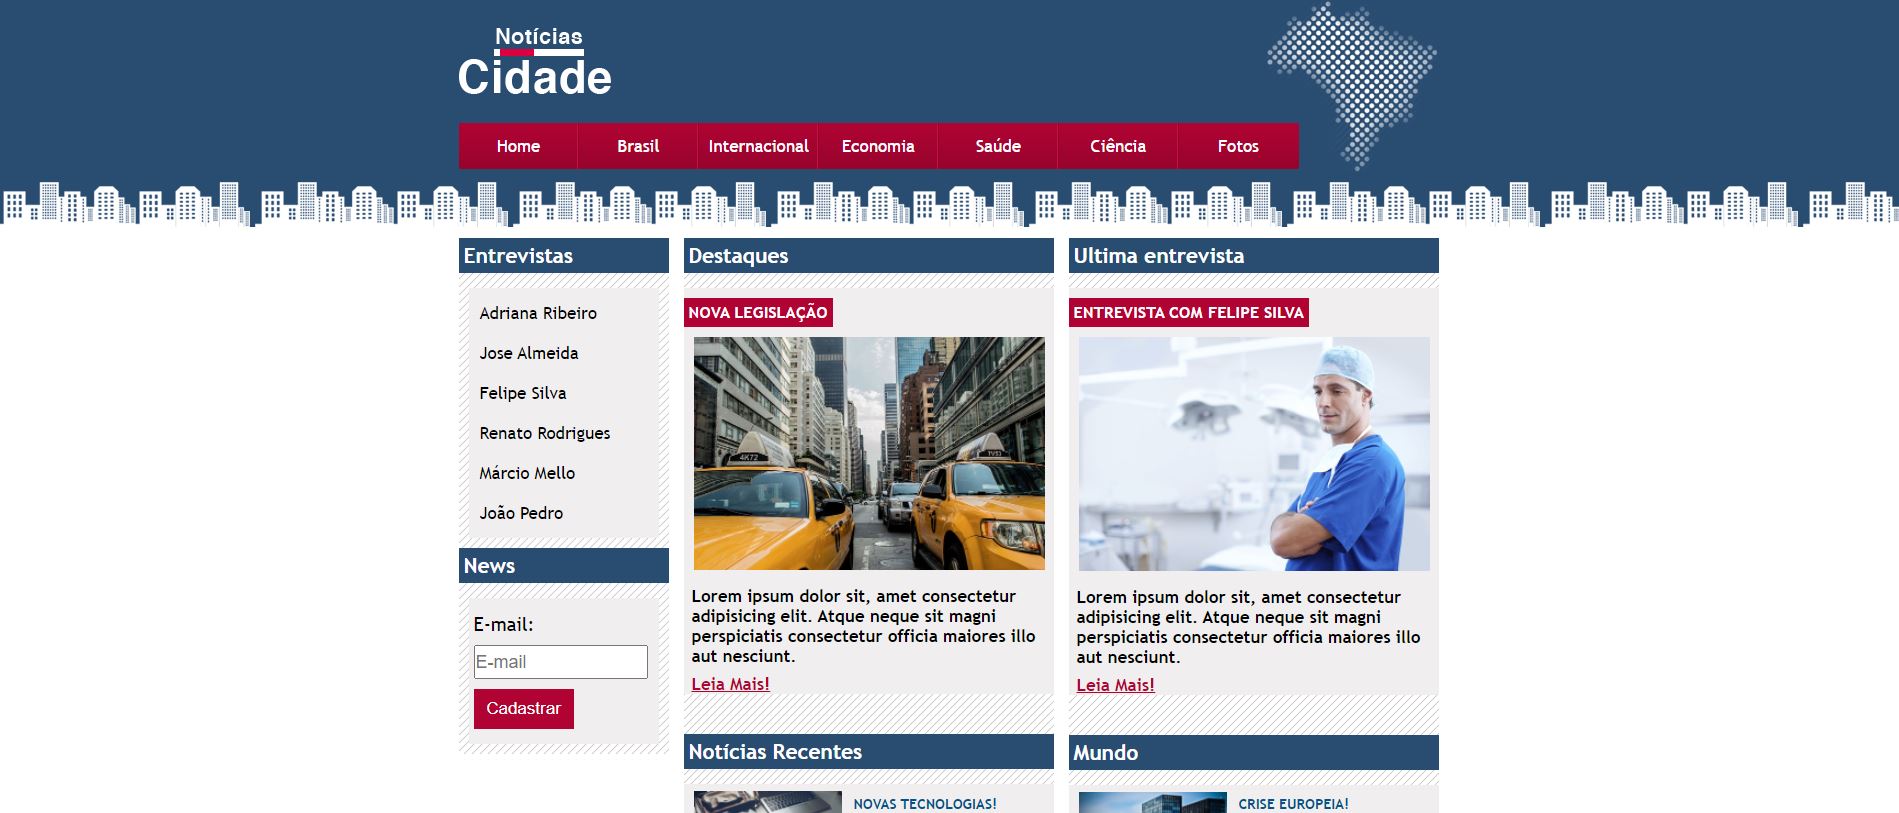 Notícias
Cidade
Home
Brasil
Internacional
Economia
Saúde
Ciência
Fotos
Entrevistas
Adriana Ribeiro
Jose Almeida
Felipe Silva
Renato Rodrigues
Márcio Mello
João Pedro
News
E-mail:
E-mail
Cadastrar
Destaques
NOVA LEGISLAÇÃO
4K72
Lorem ipsum dolor sit, amet consectetur
adipisicing elit. Atque neque sit magni
perspiciatis consectetur officia maiores illo
aut nesciunt.
Leia Mais!
Notícias Recentes
NOVAS TECNOLOGIAS!
Ultima entrevista
ENTREVISTA COM FELIPE SILVA
Lorem ipsum dolor sit, amet consectetur
adipisicing elit. Atque neque sit magni
perspiciatis consectetur officia maiores illo
aut nesciunt.
Leia Mais!
Mundo
CRISE EUROPEIA!